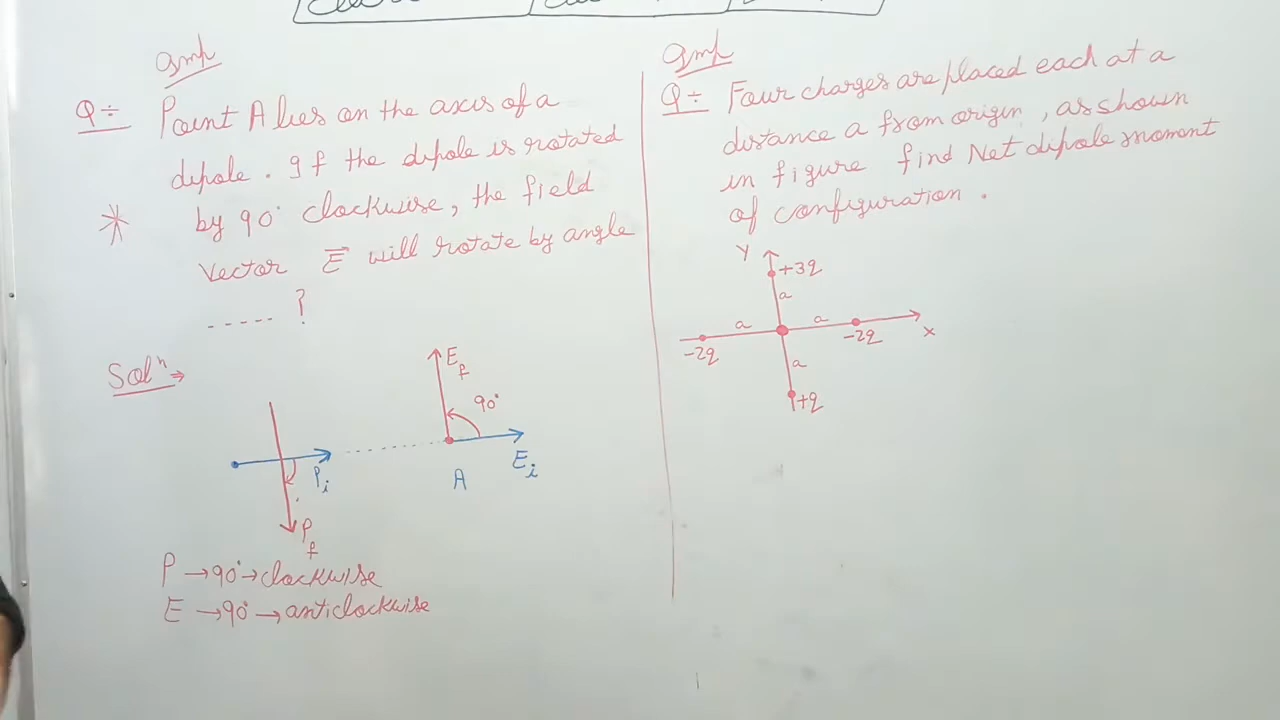 Imp
Q÷ Point A lies on the axis of a
dipole. If the dipole is rotated
by 90° clockwise, the field
vector E⃗ will rotate by angle
----- ?
Solⁿ⇒
E_f
90°
P_i
A
E_i
P_f
P → 90° → clockwise
E → 90° → anticlockwise
Imp
Q÷ Four charges are placed each at a
distance a from origin, as shown
in figure find Net dipole moment
of configuration.
Y
+3q
a
a a
-2q -2q x
a
+q